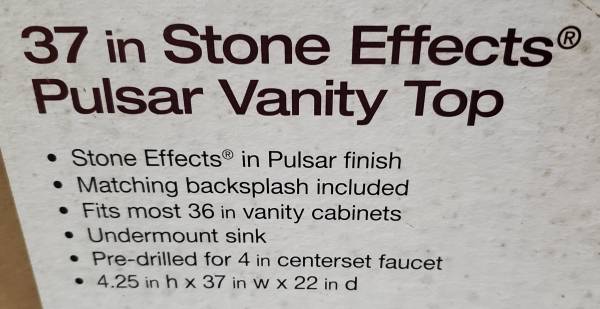 37 in Stone Effects®
Pulsar Vanity Top
• Stone Effects® in Pulsar finish
• Matching backsplash included
• Fits most 36 in vanity cabinets
• Undermount sink
• Pre-drilled for 4 in centerset faucet
• 4.25 in h x 37 in w x 22 in d